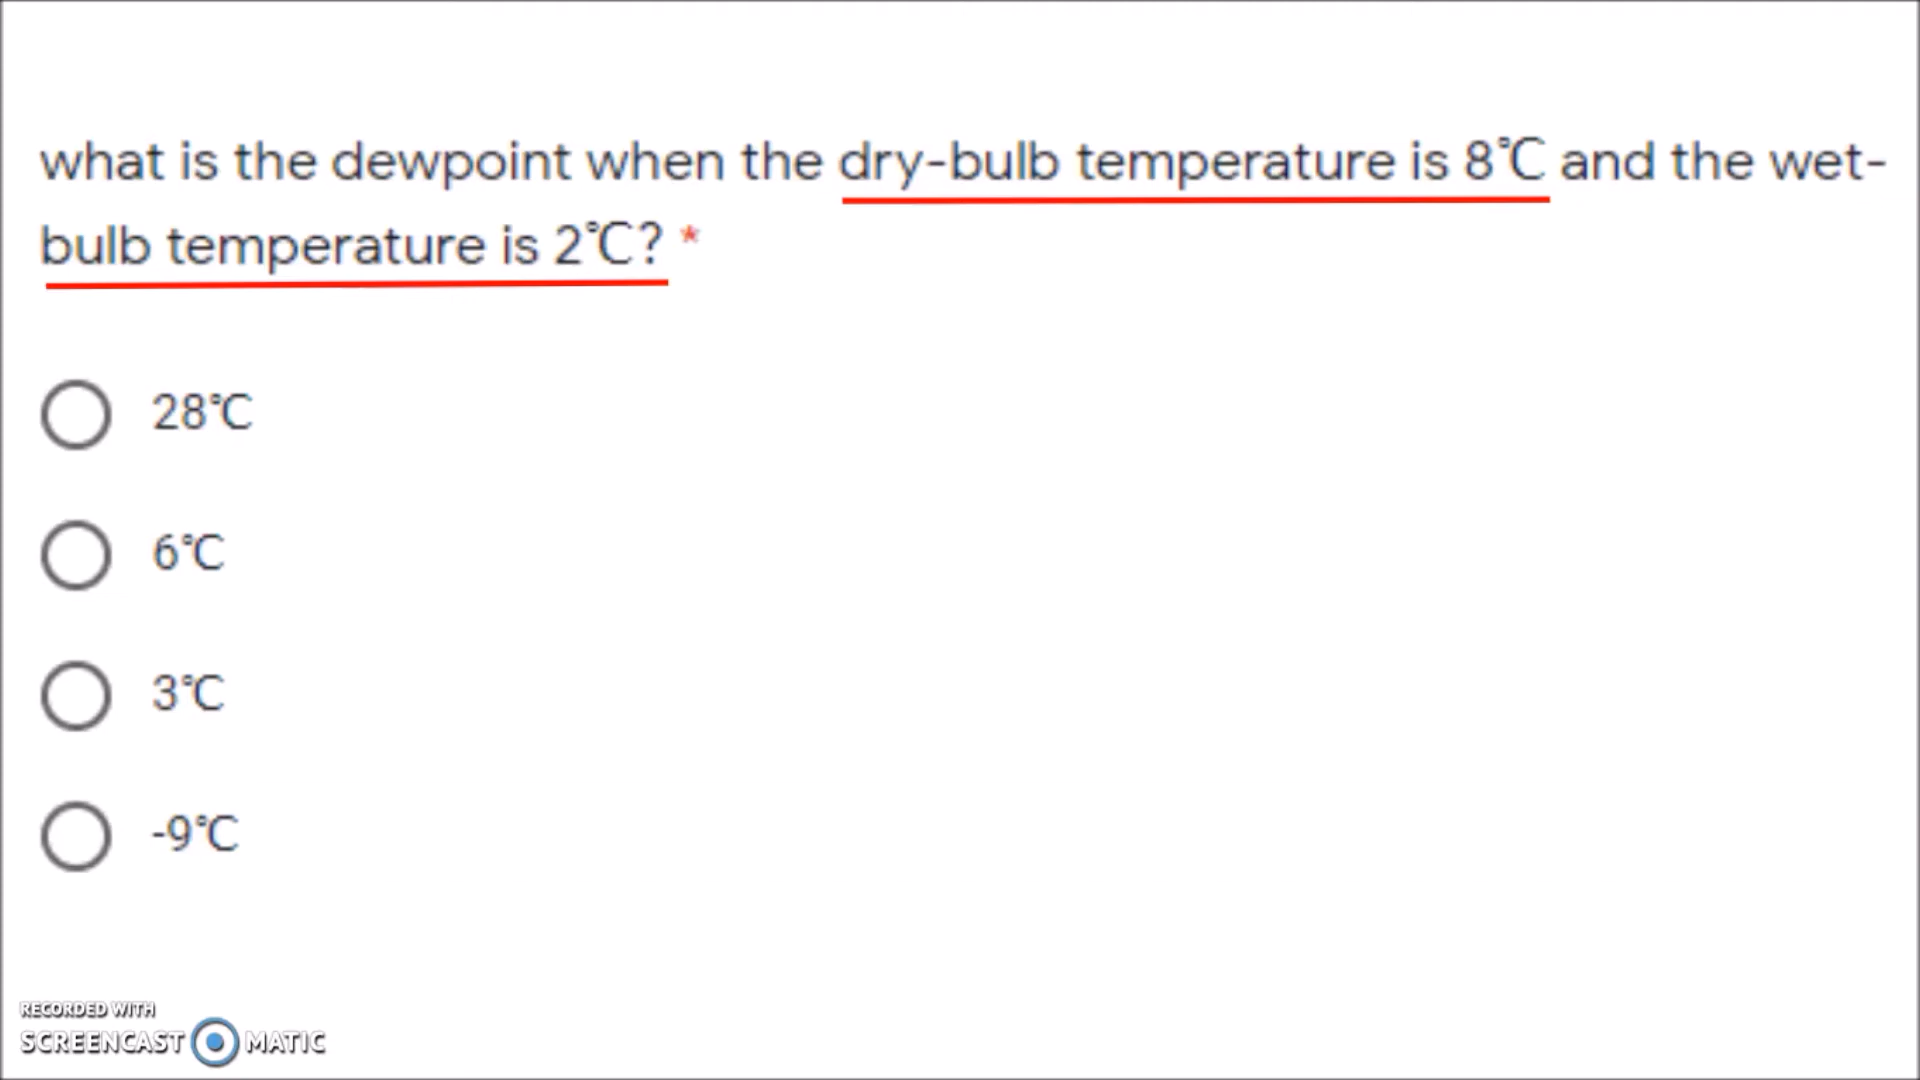 what is the dewpoint when the dry-bulb temperature is 8°C and the wet-
bulb temperature is 2°C? *
28°C
6°C
3°C
-9°C
RECORDED WITH
SCREENCAST MATIC